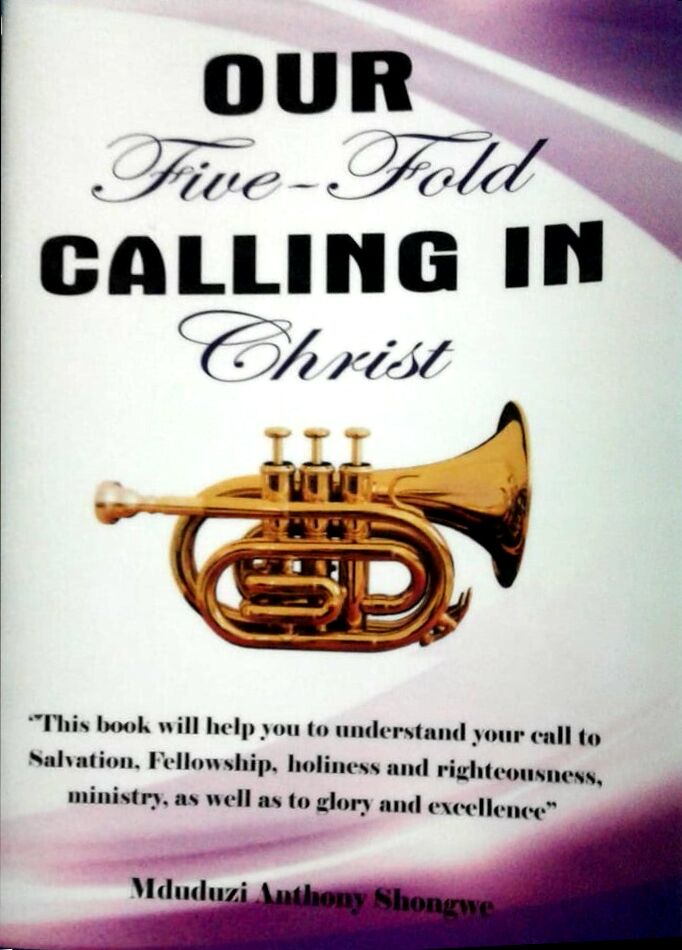 OUR
Five-Fold
CALLING IN
Christ
“This book will help you to understand your call to
Salvation, Fellowship, holiness and righteousness,
ministry, as well as to glory and excellence”
Mduduzi Anthony Shongwe